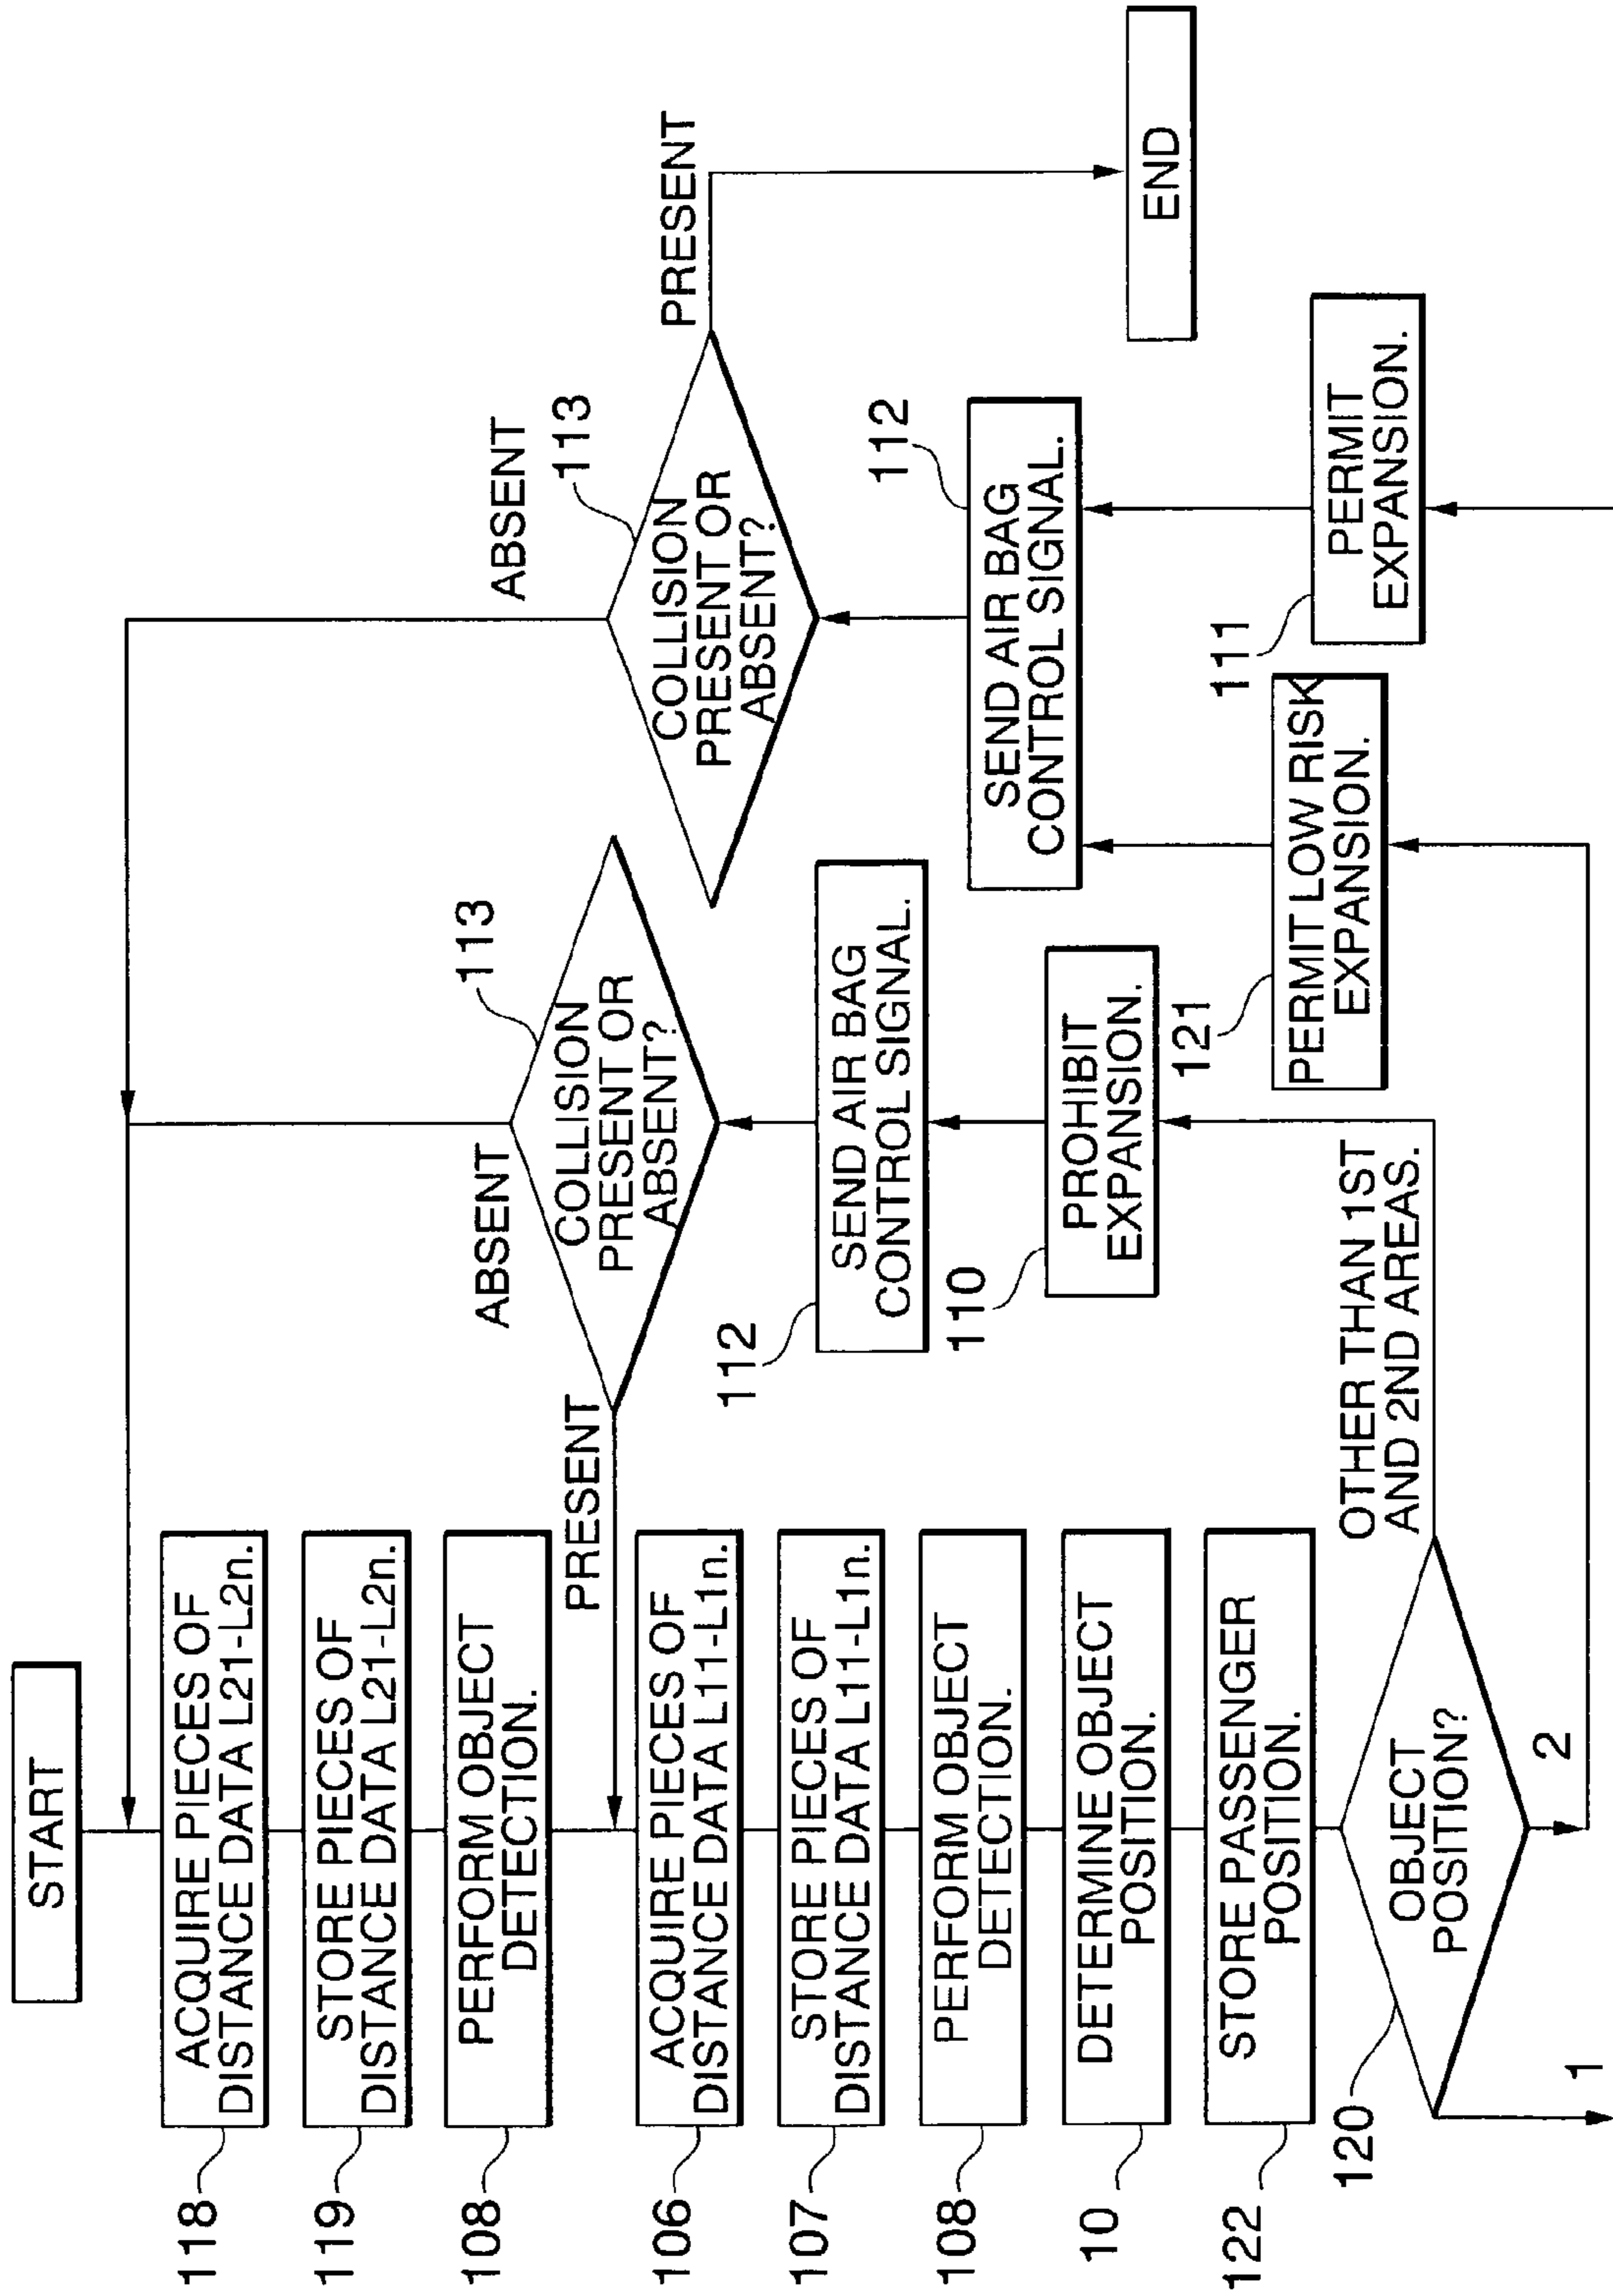 START
118
ACQUIRE PIECES OF
DISTANCE DATA L21-L2n.
119
STORE PIECES OF
DISTANCE DATA L21-L2n.
108
PERFORM OBJECT
DETECTION.
106
ACQUIRE PIECES OF
DISTANCE DATA L11-L1n.
107
STORE PIECES OF
DISTANCE DATA L11-L1n.
108
PERFORM OBJECT
DETECTION.
10
DETERMINE OBJECT
POSITION.
122
STORE PASSENGER
POSITION.
120
OBJECT
POSITION?
1
2
OTHER THAN 1ST
AND 2ND AREAS.
PRESENT
ABSENT
113
COLLISION
PRESENT OR
ABSENT?
112
SEND AIR BAG
CONTROL SIGNAL.
110
PROHIBIT
EXPANSION.
121
PERMIT LOW RISK
EXPANSION.
ABSENT
113
COLLISION
PRESENT OR
ABSENT?
PRESENT
112
SEND AIR BAG
CONTROL SIGNAL.
111
PERMIT
EXPANSION.
END